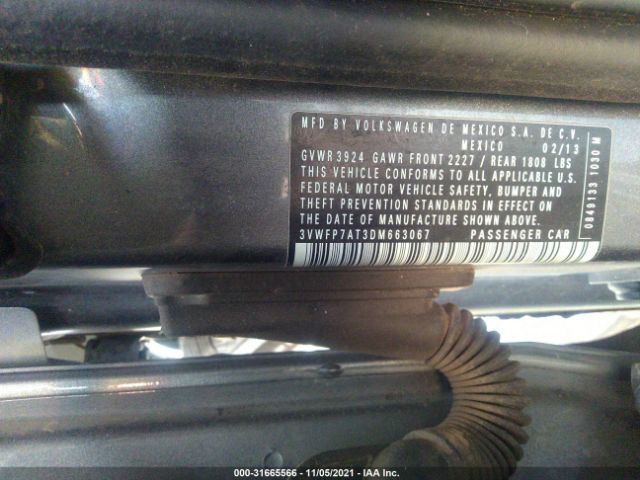 MFD BY VOLKSWAGEN DE MEXICO S.A. DE C.V.
MEXICO 02/13
GVWR 3924 GAWR FRONT 2227 / REAR 1808 LBS
THIS VEHICLE CONFORMS TO ALL APPLICABLE U.S.
FEDERAL MOTOR VEHICLE SAFETY, BUMPER AND
THEFT PREVENTION STANDARDS IN EFFECT ON
THE DATE OF MANUFACTURE SHOWN ABOVE.
3VWFP7AT3DM663067 PASSENGER CAR
0849133 1030 M
000-31665566 - 11/05/2021 - IAA Inc.